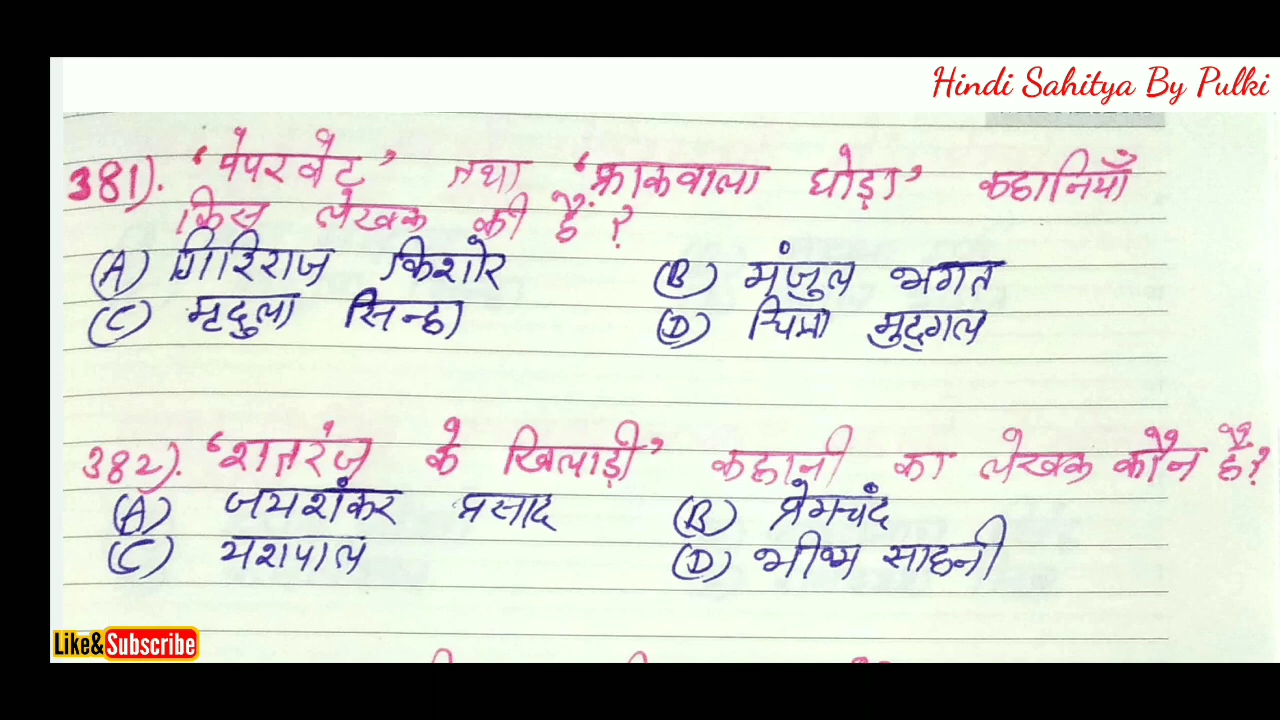 Hindi Sahitya By Pulki
381). 'पेपरवेट' तथा 'फ्राकवाला घोड़ा' कहानियाँ
किस लेखक की हैं ?
(A) गिरिराज किशोर (B) मंजुल भगत
(C) मृदुला सिन्हा (D) चित्रा मुद्गल
382). 'शतरंज के खिलाड़ी' कहानी का लेखक कौन है?
(A) जयशंकर प्रसाद (B) प्रेमचंद
(C) यशपाल (D) भीष्म साहनी
Like& Subscribe